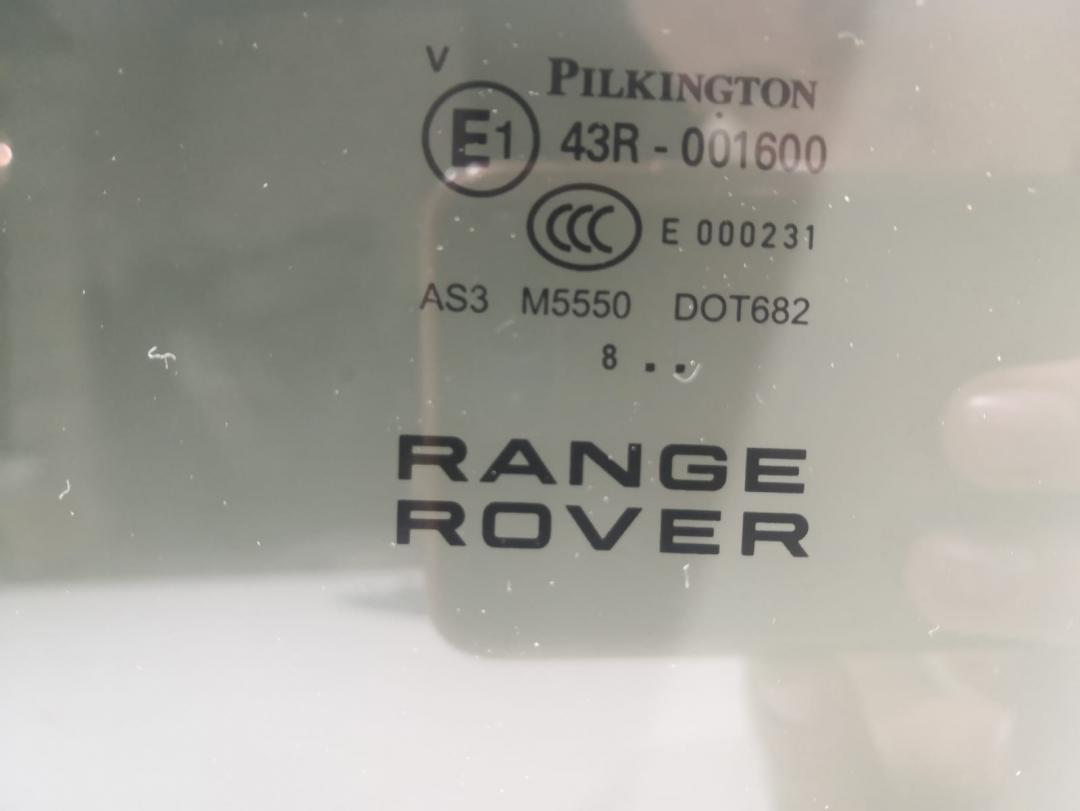 V
PILKINGTON
E1 43R - 001600
CCC E 000231
AS3 M5550 DOT682
8 . .
RANGE
ROVER